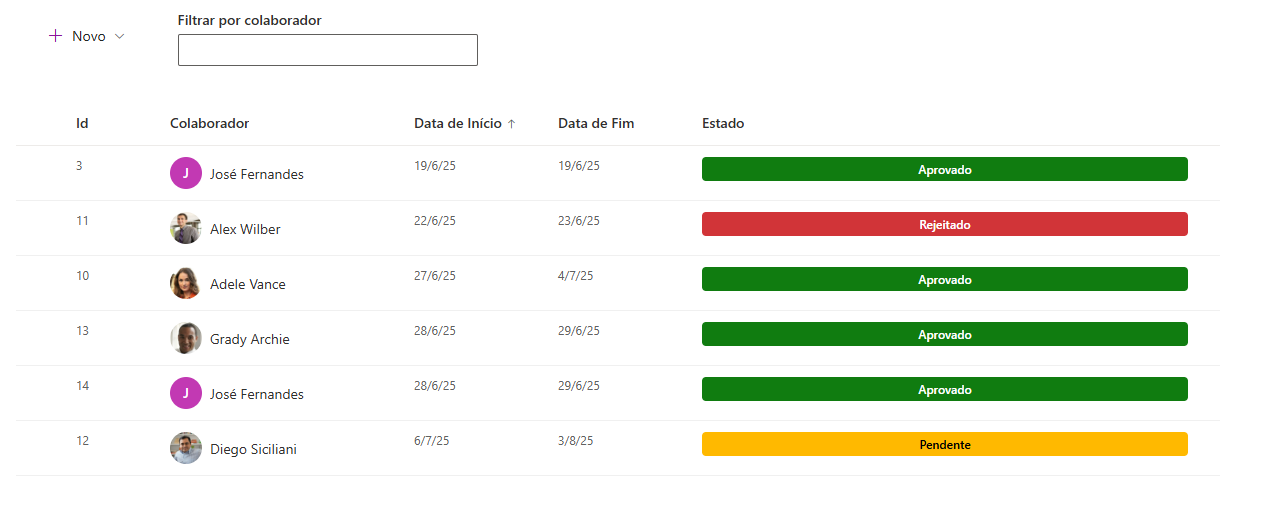 Filtrar por colaborador
Novo
Id Colaborador Data de Início ↑ Data de Fim Estado
3 J José Fernandes 19/6/25 19/6/25 Aprovado
11 Alex Wilber 22/6/25 23/6/25 Rejeitado
10 Adele Vance 27/6/25 4/7/25 Aprovado
13 Grady Archie 28/6/25 29/6/25 Aprovado
14 J José Fernandes 28/6/25 29/6/25 Aprovado
12 Diego Siciliani 6/7/25 3/8/25 Pendente